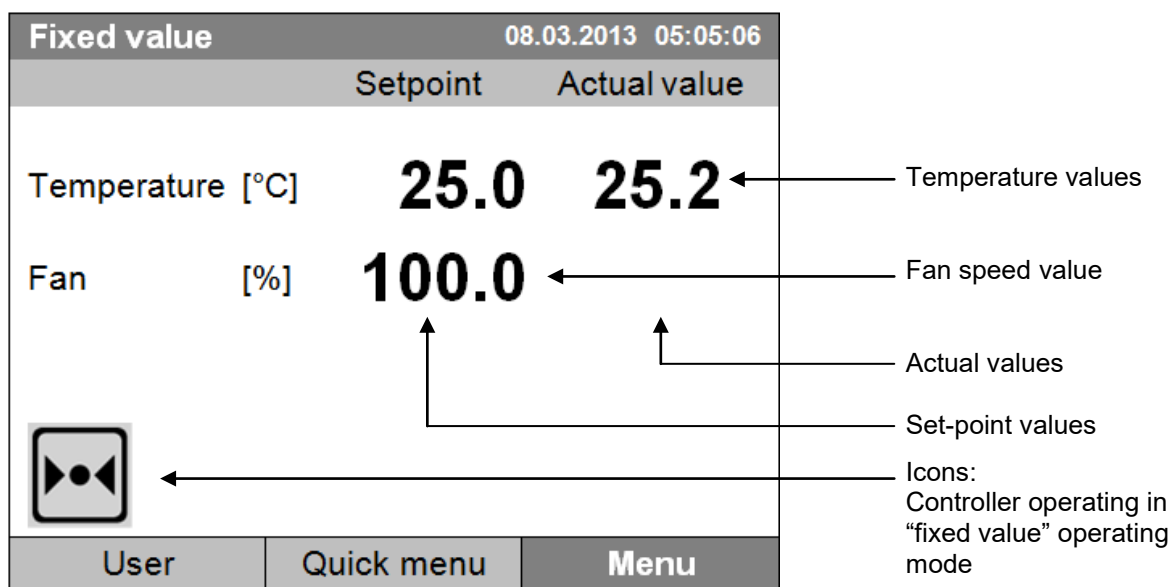 Fixed value 08.03.2013 05:05:06
Setpoint Actual value
Temperature [°C] 25.0 25.2
Temperature values
Fan [%] 100.0
Fan speed value
Actual values
Set-point values
Icons:
Controller operating in
“fixed value” operating
mode
User Quick menu Menu